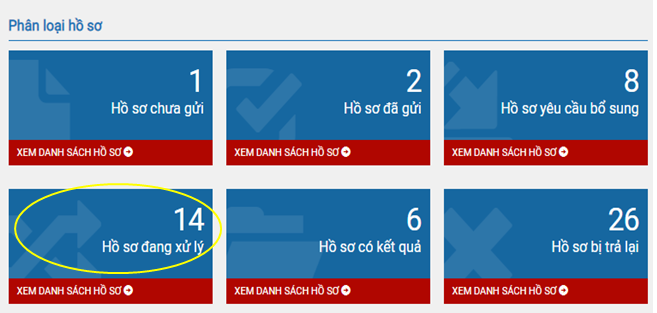 Phân loại hồ sơ
1
Hồ sơ chưa gửi
XEM DANH SÁCH HỒ SƠ
2
Hồ sơ đã gửi
XEM DANH SÁCH HỒ SƠ
8
Hồ sơ yêu cầu bổ sung
XEM DANH SÁCH HỒ SƠ
14
Hồ sơ đang xử lý
XEM DANH SÁCH HỒ SƠ
6
Hồ sơ có kết quả
XEM DANH SÁCH HỒ SƠ
26
Hồ sơ bị trả lại
XEM DANH SÁCH HỒ SƠ